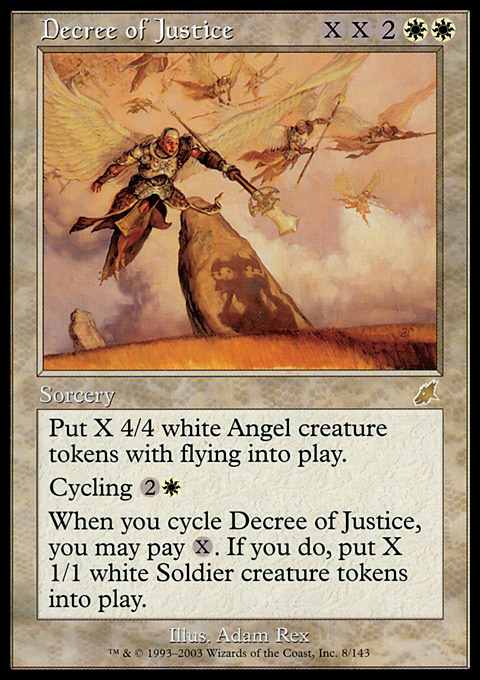 Decree of Justice X X 2
Sorcery
Put X 4/4 white Angel creature
tokens with flying into play.
Cycling 2
When you cycle Decree of Justice,
you may pay X. If you do, put X
1/1 white Soldier creature tokens
into play.
Illus. Adam Rex
™ & © 1993–2003 Wizards of the Coast, Inc. 8/143